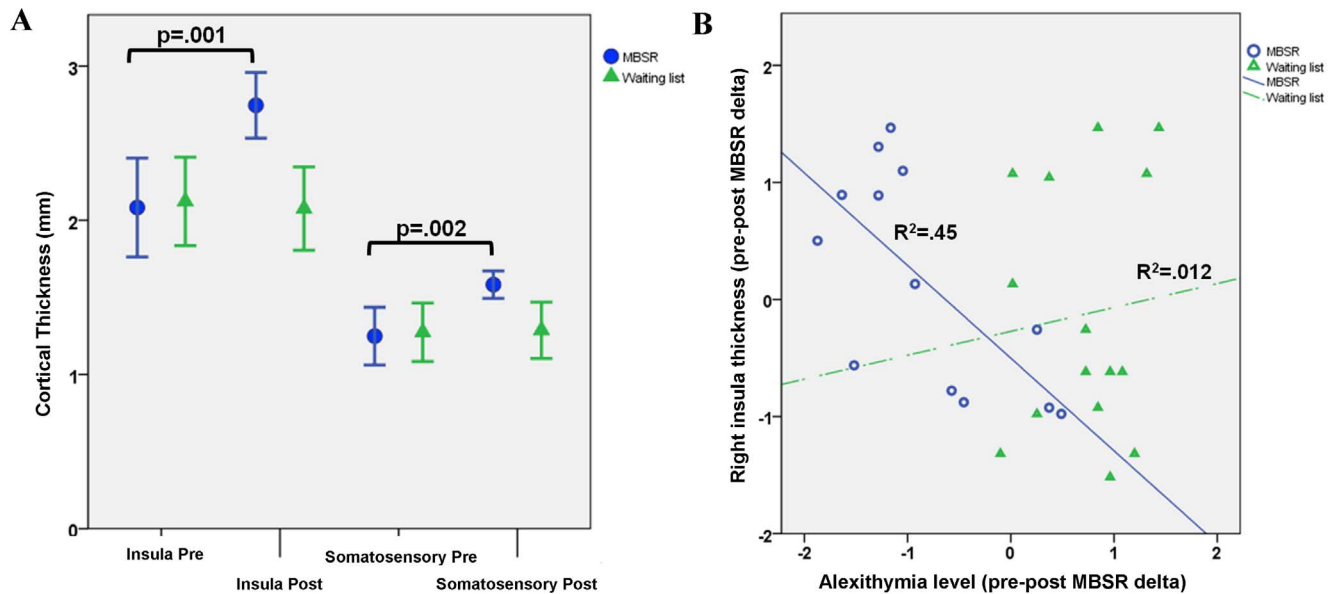 A
p=.001
MBSR
Waiting list
3
2
1
0
p=.002
Cortical Thickness (mm)
Insula Pre
Insula Post
Somatosensory Pre
Somatosensory Post
B
MBSR
Waiting list
MBSR
Waiting list
2
1
0
-1
-2
R²=.45
R²=.012
Right insula thickness (pre-post MBSR delta)
-2
-1
0
1
2
Alexithymia level (pre-post MBSR delta)